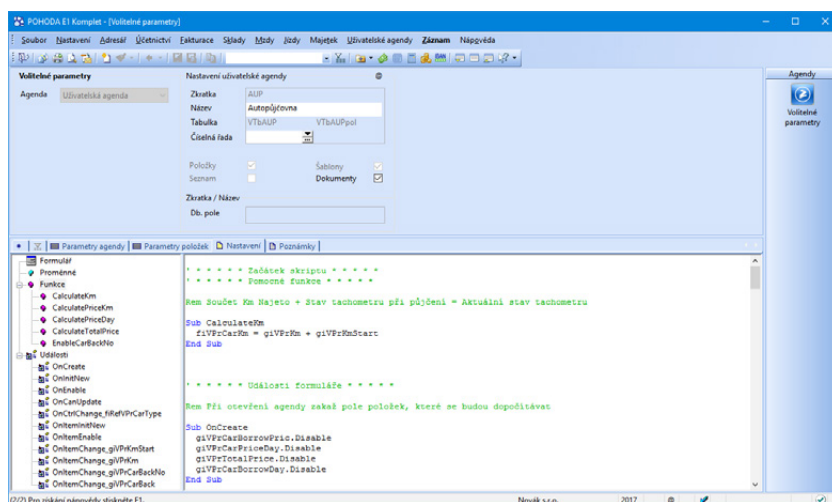 POHODA E1 Komplet - [Volitelné parametry]
Soubor Nastavení Adresář Účetnictví Fakturace Sklady Mzdy Jízdy Majetek Uživatelské agendy Záznam Nápověda
Volitelné parametry
Agenda Uživatelská agenda
Nastavení uživatelské agendy
Zkratka AUP
Název Autopůjčovna
Tabulka VTbAUP VTbAUPpol
Číselná řada
Položky Šablony
Seznam Dokumenty
Zkratka / Název
Db. pole
Agendy
Volitelné
parametry
Parametry agendy Parametry položek Nastavení Poznámky
Formulář
Proměnné
Funkce
CalculateKm
CalculatePriceKm
CalculatePriceDay
CalculateTotalPrice
EnableCarBackNo
Události
OnCreate
OnInitNew
OnEnable
OnCanUpdate
OnCtrlChange_fiRefVPrCarType
OnItemInitNew
OnItemEnable
OnItemChange_giVPrKmStart
OnItemChange_giVPrKm
OnItemChange_giVPrCarBackNo
OnItemChange_giVPrCarBack
' * * * * * Začátek skriptu * * * * *
' * * * * * Pomocné funkce * * * * *
Rem Součet Km Najeto + Stav tachometru při půjčení = Aktuální stav tachometru
Sub CalculateKm
fiVPrCarKm = giVPrKm + giVPrKmStart
End Sub
' * * * * * Události formuláře * * * * *
Rem Při otevření agendy zakaž pole položek, které se budou dopočítávat
Sub OnCreate
giVPrCarBorrowPric.Disable
giVPrCarPriceDay.Disable
giVPrTotalPrice.Disable
giVPrCarBorrowDay.Disable
End Sub
(2/2) Pro získání nápovědy stiskněte F1.
Novák s.r.o. 2017 @